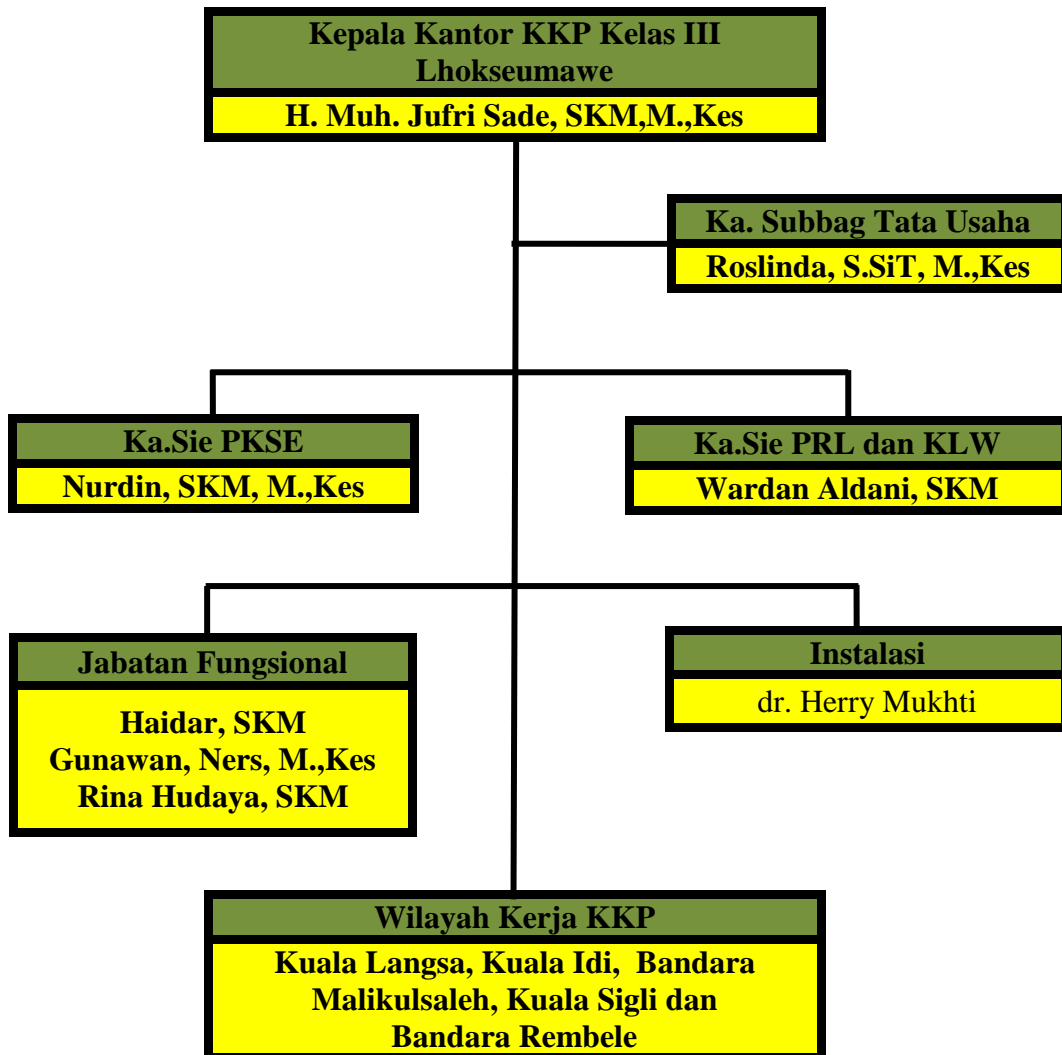 Kepala Kantor KKP Kelas III
Lhokseumawe
H. Muh. Jufri Sade, SKM,M.,Kes
Ka. Subbag Tata Usaha
Roslinda, S.SiT, M.,Kes
Ka.Sie PKSE
Nurdin, SKM, M.,Kes
Ka.Sie PRL dan KLW
Wardan Aldani, SKM
Jabatan Fungsional
Haidar, SKM
Gunawan, Ners, M.,Kes
Rina Hudaya, SKM
Instalasi
dr. Herry Mukhti
Wilayah Kerja KKP
Kuala Langsa, Kuala Idi, Bandara
Malikulsaleh, Kuala Sigli dan
Bandara Rembele